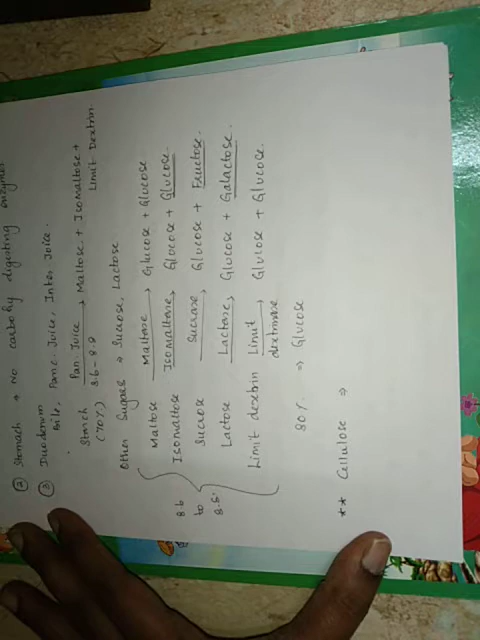 ② Stomach → No carbohy digesting enzymes
③ Duodenum
Bile, Panc. Juice, Intes Juice.
Starch (70%) Pan. Juice 8.6-8.8 → Maltose + Isomaltose + Limit Dextrin.
Other Sugars ⇒ Sucrose, Lactose
Maltose Maltase → Glucose + Glucose
Isomaltose Isomaltase → Glucose + Glucose.
Sucrose Sucrase → Glucose + Fructose.
Lactose Lactase → Glucose + Galactose.
Limit dextrin Limit dextrinase → Glucose + Glucose.
8.6 to 8.8.
80% ⇒ Glucose
** Cellulose ⇒